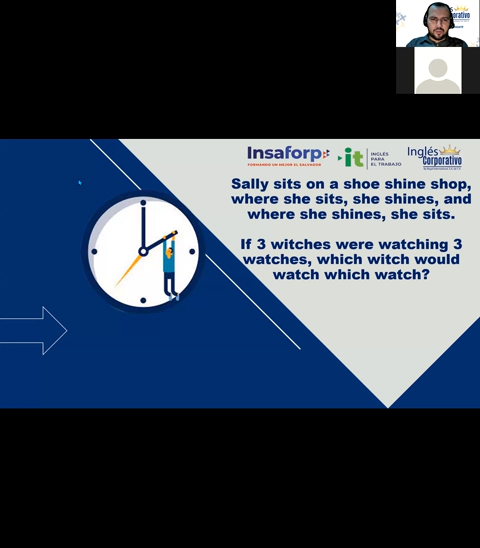 Insaforp
FORMANDO UN MEJOR EL SALVADOR
it
INGLÉS
PARA
EL TRABAJO
Inglés
Corporativo
Sally sits on a shoe shine shop,
where she sits, she shines, and
where she shines, she sits.
If 3 witches were watching 3
watches, which witch would
watch which watch?